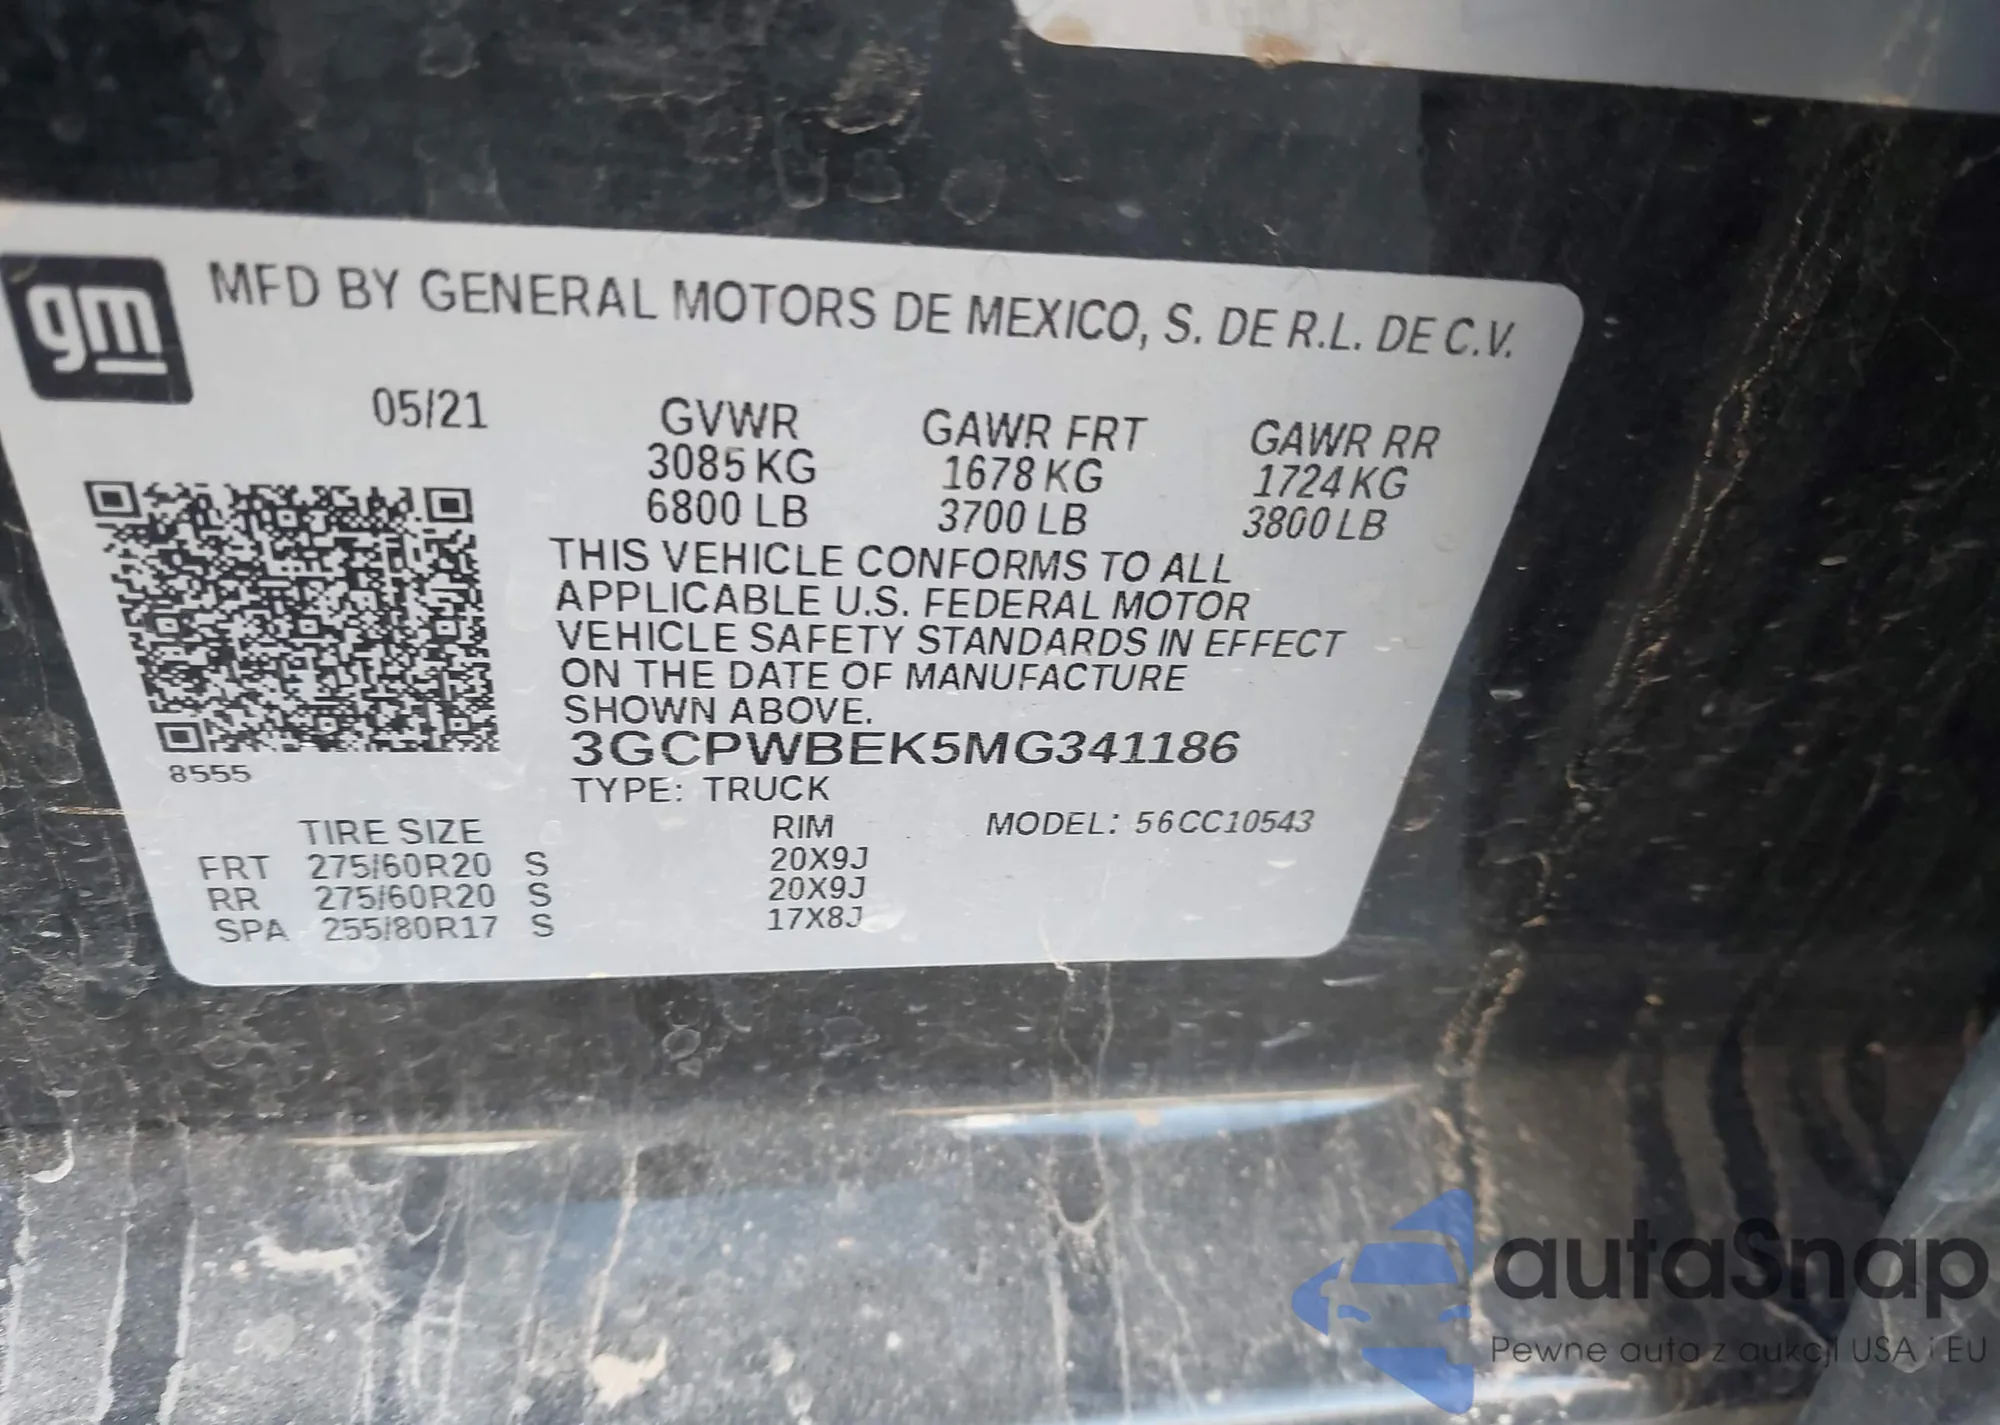 gm
MFD BY GENERAL MOTORS DE MEXICO, S. DE R.L. DE C.V.
05/21 GVWR GAWR FRT GAWR RR
3085 KG 1678 KG 1724 KG
6800 LB 3700 LB 3800 LB
THIS VEHICLE CONFORMS TO ALL
APPLICABLE U.S. FEDERAL MOTOR
VEHICLE SAFETY STANDARDS IN EFFECT
ON THE DATE OF MANUFACTURE
SHOWN ABOVE.
3GCPWBEK5MG341186
8555
TYPE: TRUCK
TIRE SIZE RIM MODEL: 56CC10543
FRT 275/60R20 S 20X9J
RR 275/60R20 S 20X9J
SPA 255/80R17 S 17X8J
autaSnap
Pewne auta z aukcji USA i EU